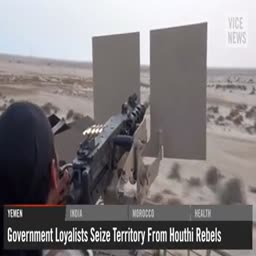 VICE
NEWS
YEMEN
INDIA
MOROCCO
HEALTH
Government Loyalists Seize Territory From Houthi Rebels